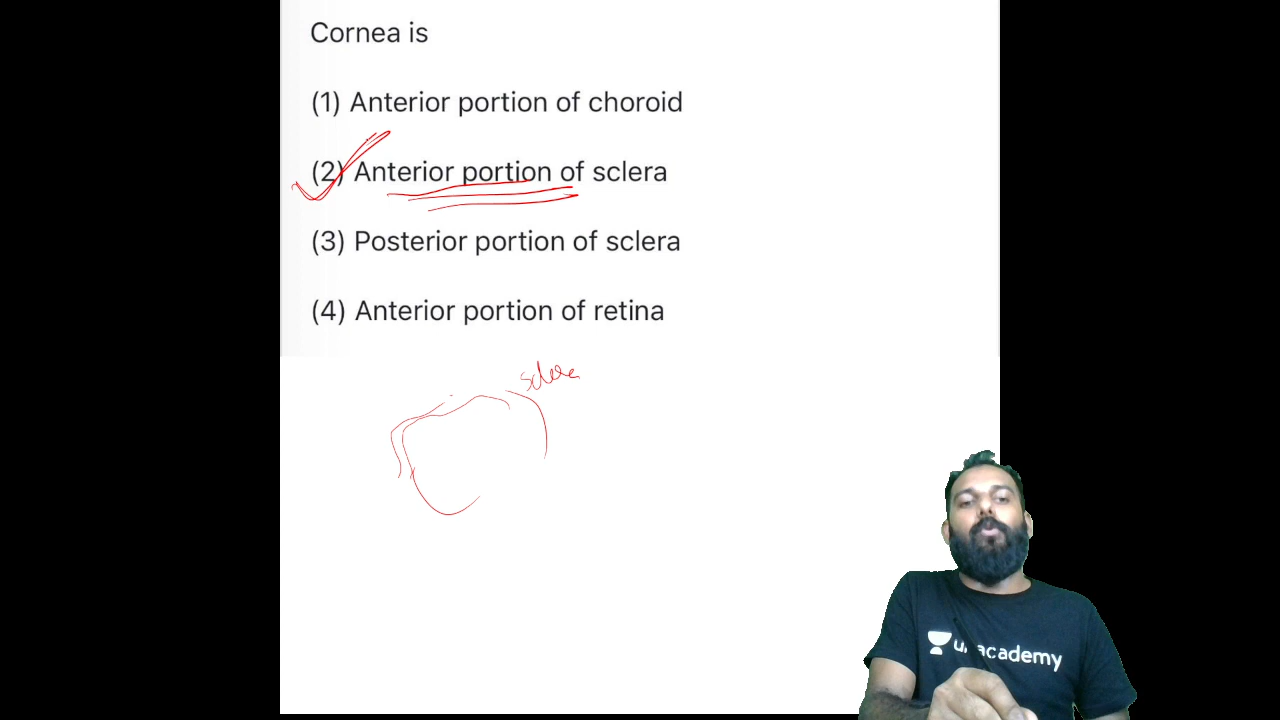 Cornea is
(1) Anterior portion of choroid
(2) Anterior portion of sclera
(3) Posterior portion of sclera
(4) Anterior portion of retina
sclera
unacademy